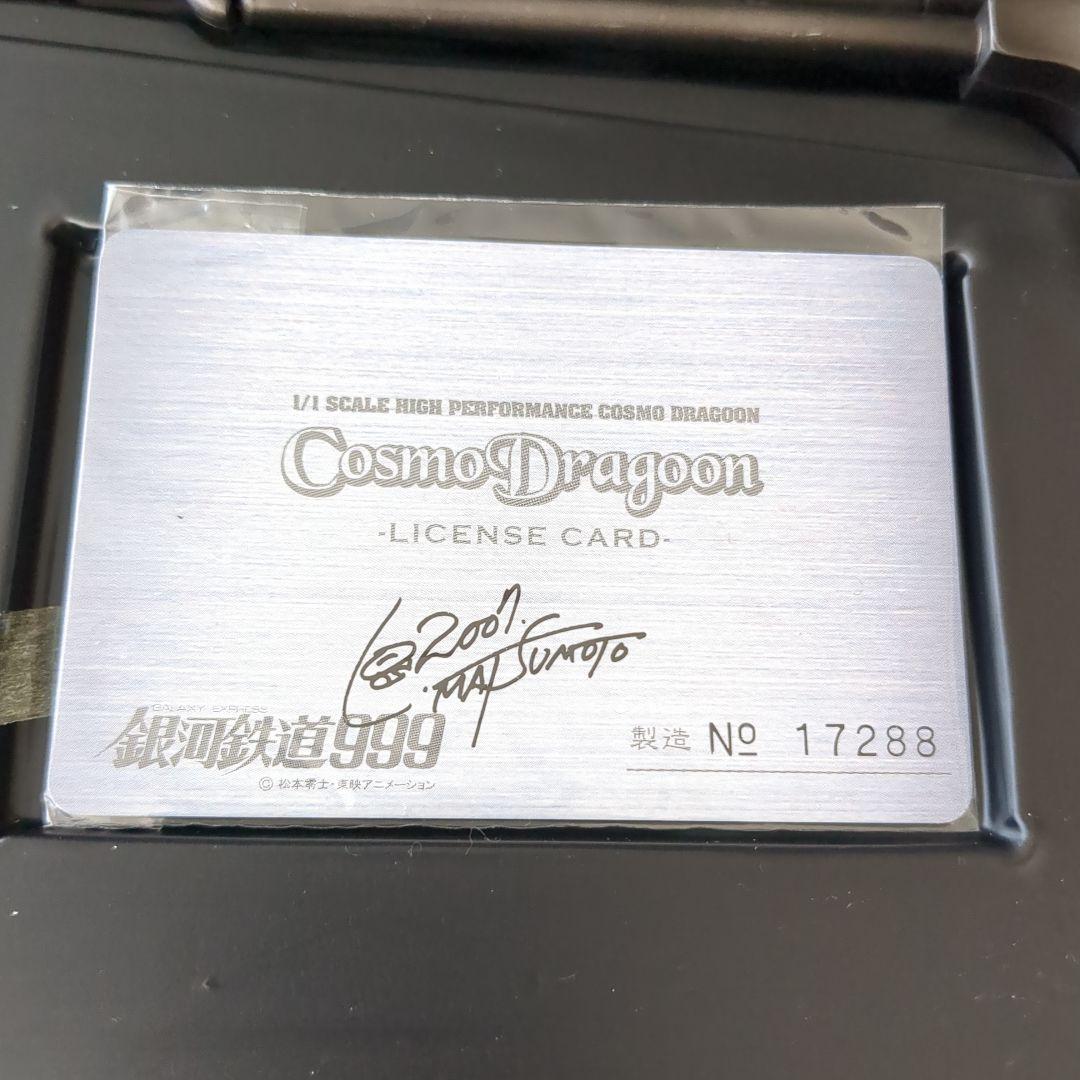 1/1 SCALE HIGH PERFORMANCE COSMO DRAGOON
Cosmo Dragoon
-LICENSE CARD-
@2007.
MATSUMOTO
GALAXY EXPRESS
銀河鉄道999
© 松本零士・東映アニメーション
製造 Nº 17288